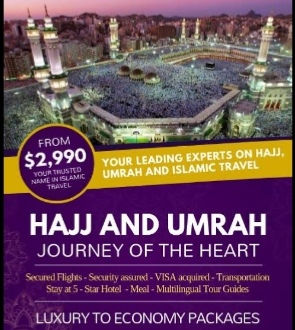 FROM
$2,990
YOUR TRUSTED
NAME IN ISLAMIC
TRAVEL
YOUR LEADING EXPERTS ON HAJJ,
UMRAH AND ISLAMIC TRAVEL
HAJJ AND UMRAH
JOURNEY OF THE HEART
Secured Flights - Security assured - VISA acquired - Transportation
Stay at 5 - Star Hotel - Meal - Multilingual Tour Guides
LUXURY TO ECONOMY PACKAGES